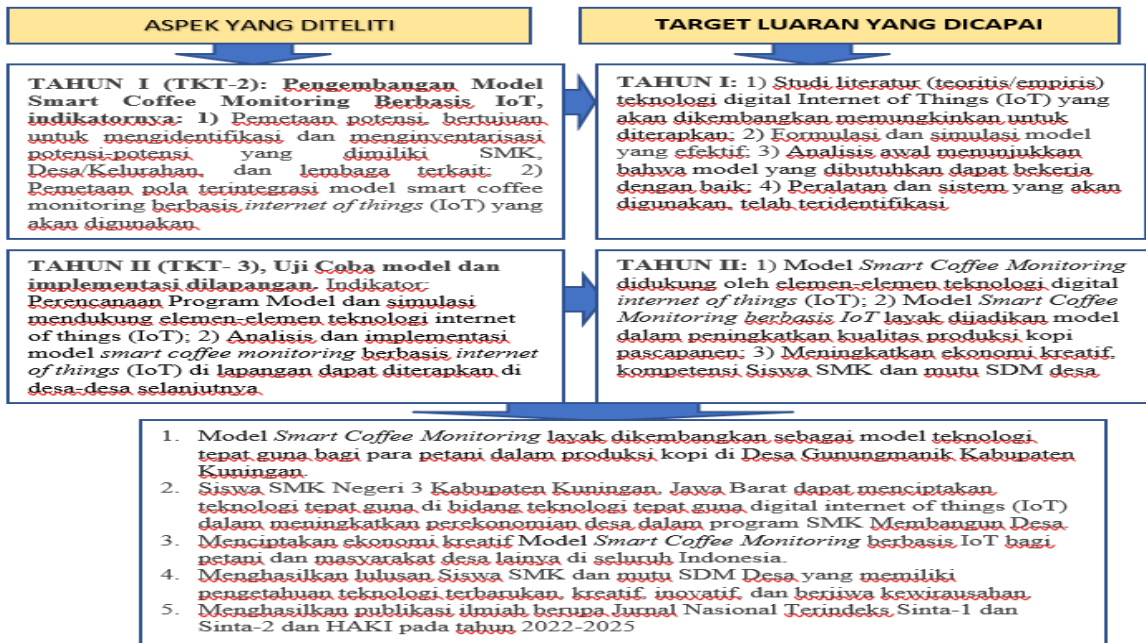 ASPEK YANG DITELITI
TARGET LUARAN YANG DICAPAI
TAHUN I (TKT-2): Pengembangan Model
Smart Coffee Monitoring Berbasis IoT,
indikatornya: 1) Pemetaan potensi, bertujuan
untuk mengidentifikasi dan menginventarisasi
potensi-potensi yang dimiliki SMK,
Desa/Kelurahan, dan lembaga terkait; 2)
Pemetaan pola terintegrasi model smart coffee
monitoring berbasis internet of things (IoT) yang
akan digunakan
TAHUN I: 1) Studi literatur (teoritis/empiris)
teknologi digital Internet of Things (IoT) yang
akan dikembangkan memungkinkan untuk
diterapkan; 2) Formulasi dan simulasi model
yang efektif; 3) Analisis awal menunjukkan
bahwa model yang dibutuhkan dapat bekerja
dengan baik; 4) Peralatan dan sistem yang akan
digunakan, telah teridentifikasi
TAHUN II (TKT- 3), Uji Coba model dan
implementasi dilapangan. Indikator:
Perencanaan Program Model dan simulasi
mendukung elemen-elemen teknologi internet
of things (IoT); 2) Analisis dan implementasi
model smart coffee monitoring berbasis internet
of things (IoT) di lapangan dapat diterapkan di
desa-desa selanjutnya
TAHUN II: 1) Model Smart Coffee Monitoring
didukung oleh elemen-elemen teknologi digital
internet of things (IoT); 2) Model Smart Coffee
Monitoring berbasis IoT layak dijadikan model
dalam peningkatkan kualitas produksi kopi
pascapanen; 3) Meningkatkan ekonomi kreatif,
kompetensi Siswa SMK dan mutu SDM desa
1. Model Smart Coffee Monitoring layak dikembangkan sebagai model teknologi
tepat guna bagi para petani dalam produksi kopi di Desa Gunungmanik Kabupaten
Kuningan.
2. Siswa SMK Negeri 3 Kabupaten Kuningan, Jawa Barat dapat menciptakan
teknologi tepat guna di bidang teknologi tepat guna digital internet of things (IoT)
dalam meningkatkan perekonomian desa dalam program SMK Membangun Desa
3. Menciptakan ekonomi kreatif Model Smart Coffee Monitoring berbasis IoT bagi
petani dan masyarakat desa lainya di seluruh Indonesia.
4. Menghasilkan lulusan Siswa SMK dan mutu SDM Desa yang memiliki
pengetahuan teknologi terbarukan, kreatif, inovatif, dan berjiwa kewirausahan
5. Menghasilkan publikasi ilmiah berupa Jurnal Nasional Terindeks Sinta-1 dan
Sinta-2 dan HAKI pada tahun 2022-2025